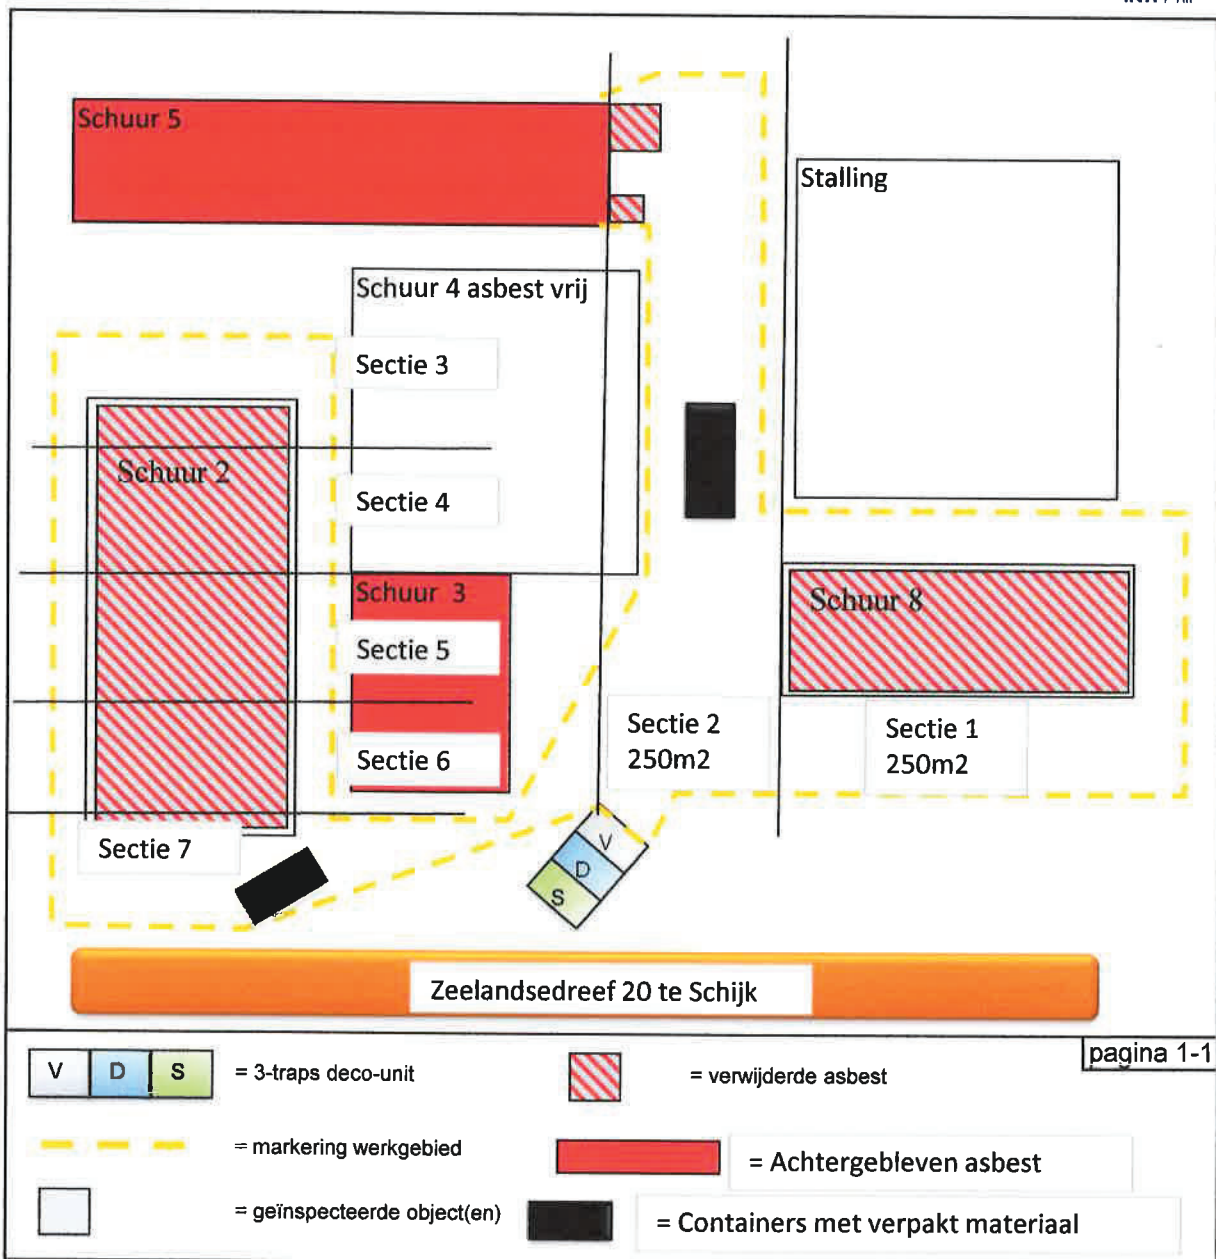 Schuur 5
Stalling
Schuur 4 asbest vrij
Sectie 3
Schuur 2
Sectie 4
Schuur 3
Schuur 8
Sectie 5
Sectie 2
250m2
Sectie 1
250m2
Sectie 6
Sectie 7
V
D
S
Zeelandsedreef 20 te Schijk
pagina 1-1
V D S = 3-traps deco-unit
= verwijderde asbest
= markering werkgebied
= Achtergebleven asbest
= geïnspecteerde object(en)
= Containers met verpakt materiaal